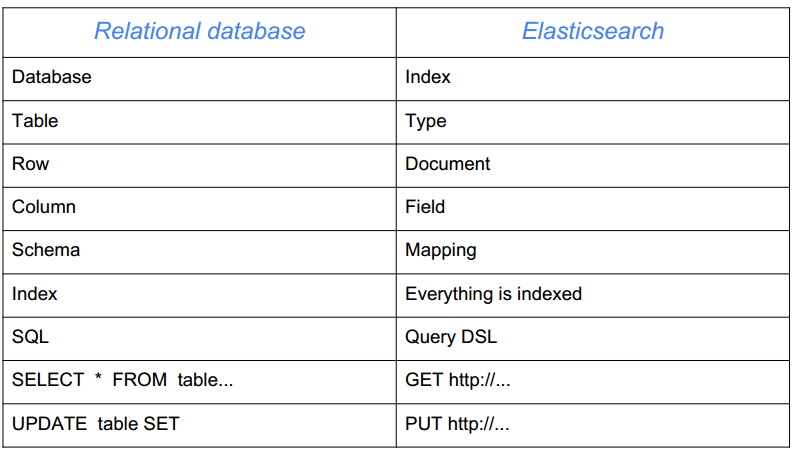 Relational database Elasticsearch
Database Index
Table Type
Row Document
Column Field
Schema Mapping
Index Everything is indexed
SQL Query DSL
SELECT * FROM table... GET http://...
UPDATE table SET PUT http://...